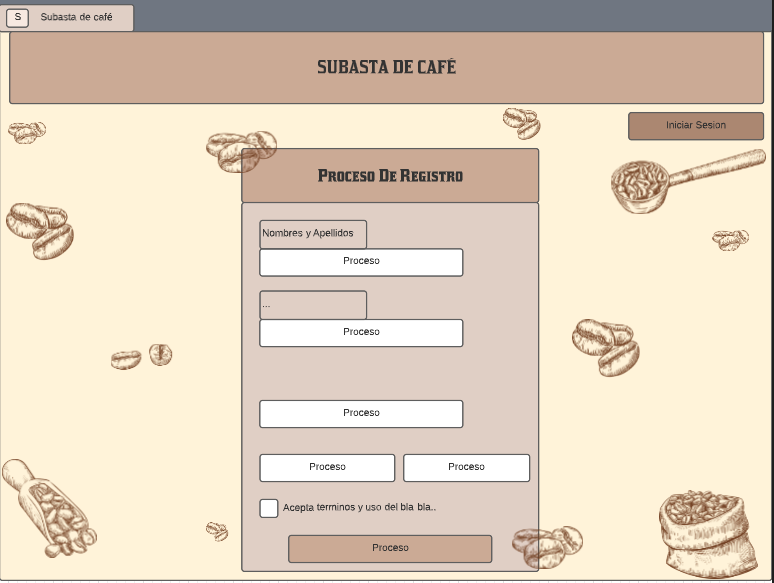 S Subasta de café
SUBASTA DE CAFÉ
Iniciar Sesion
Proceso De Registro
Nombres y Apellidos
Proceso
...
Proceso
Proceso
Proceso Proceso
Acepta terminos y uso del bla bla..
Proceso